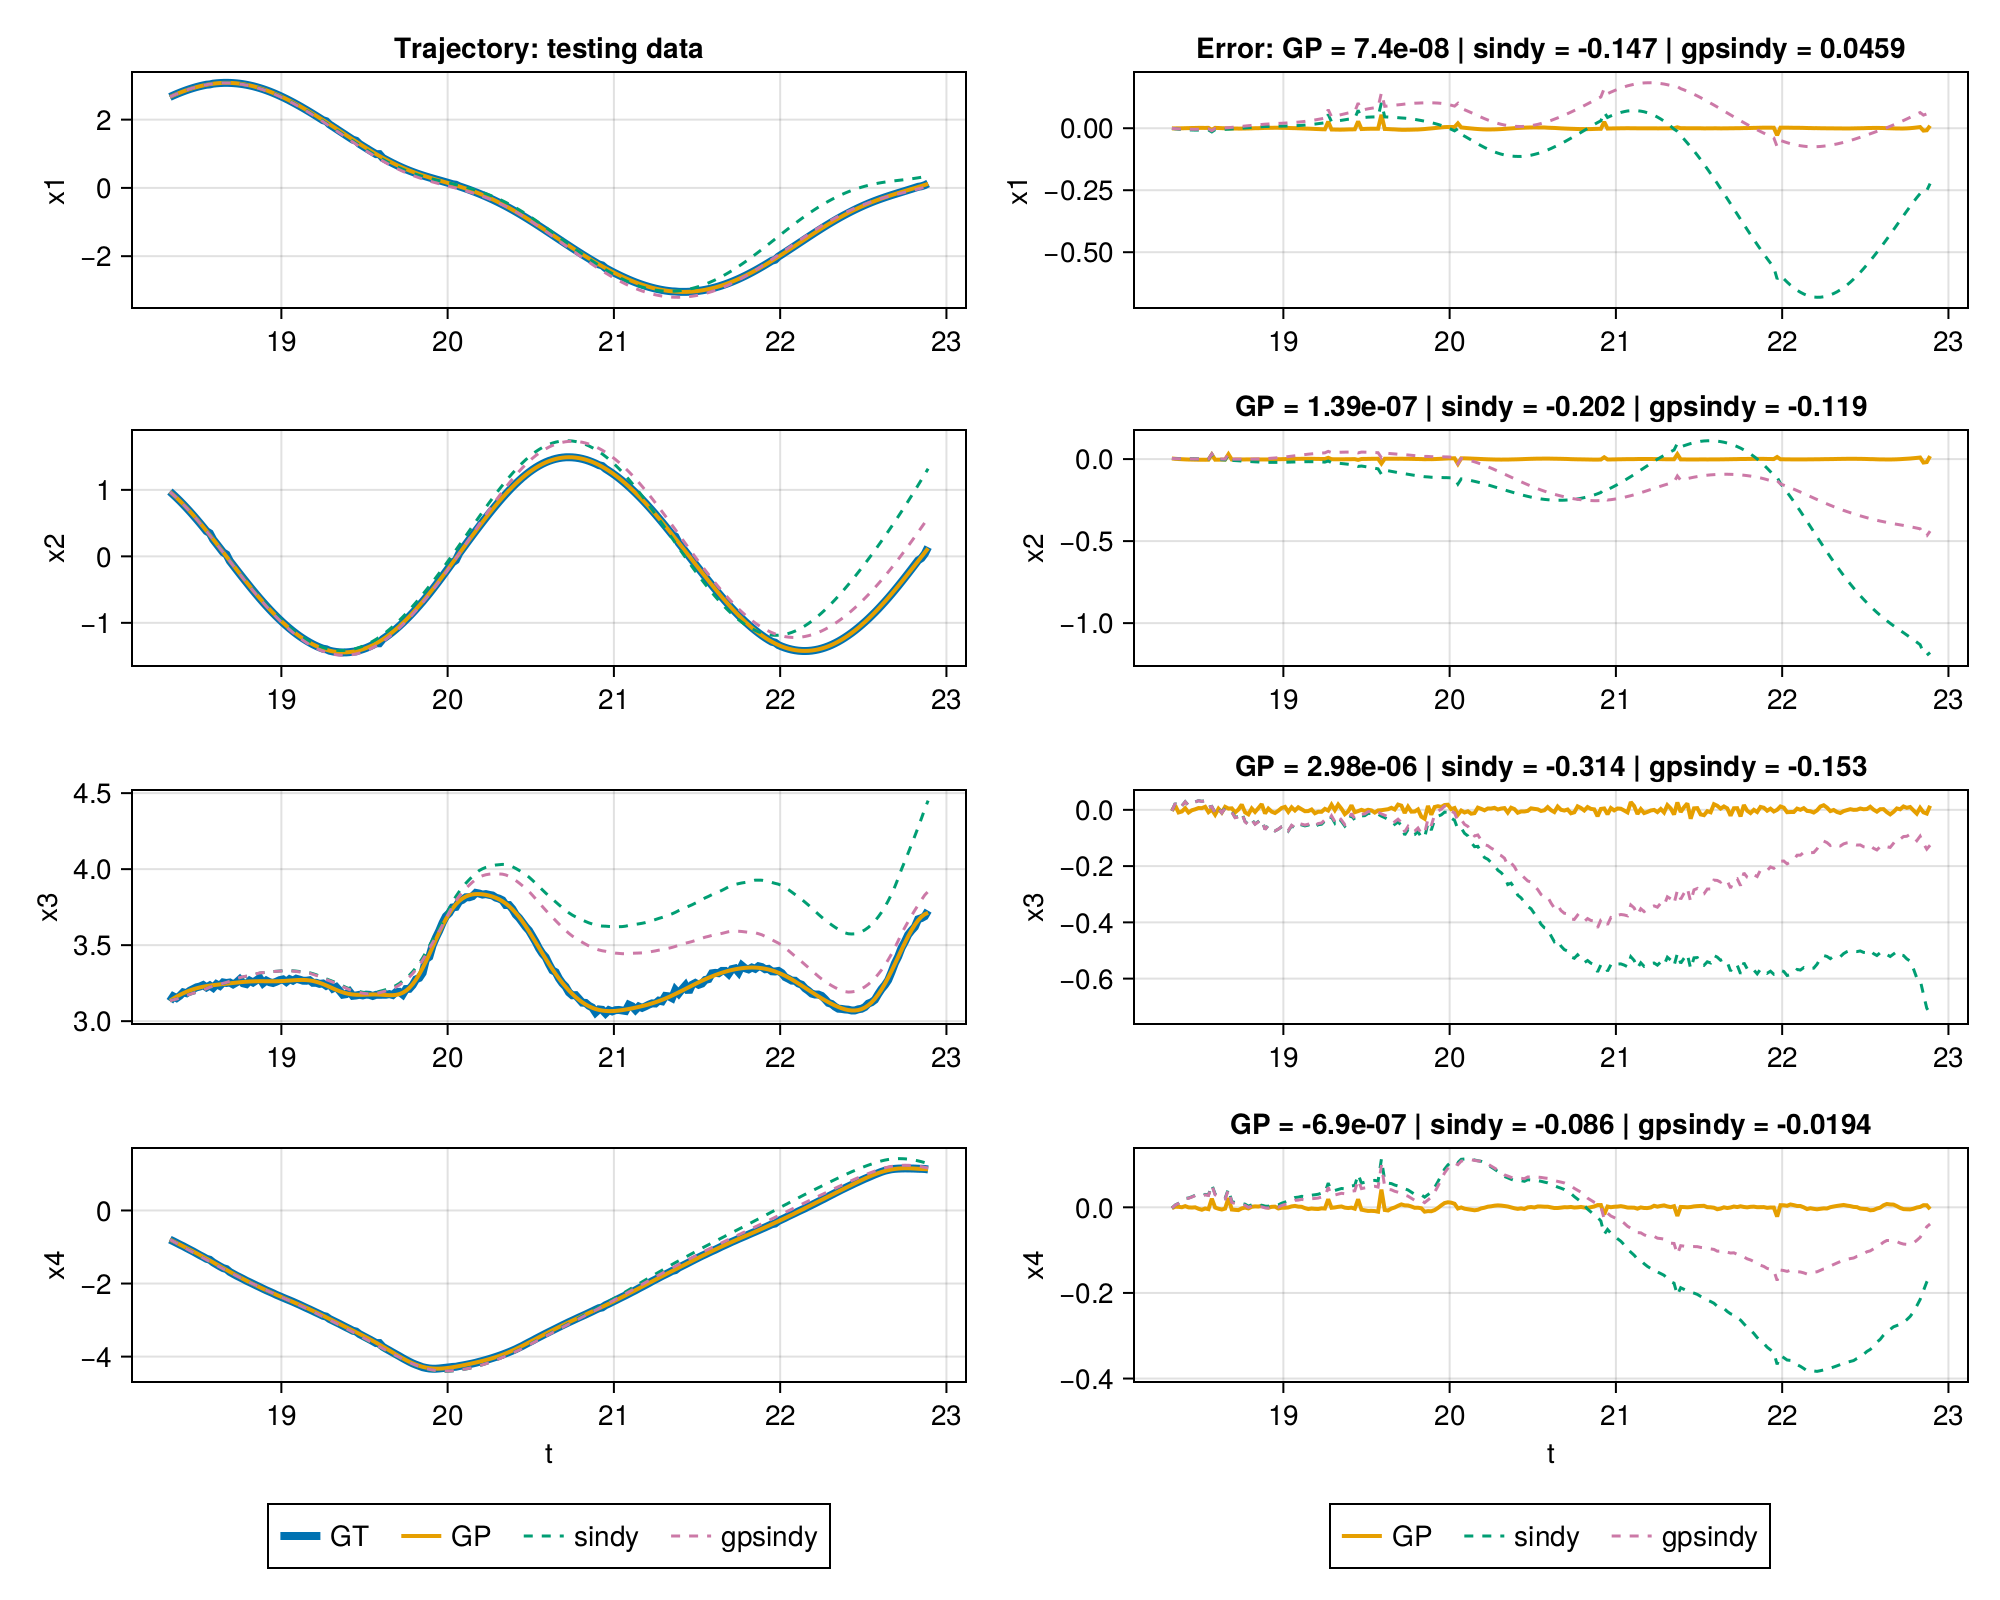 Trajectory: testing data
x1
2
0
−2
19 20 21 22 23
Error: GP = 7.4e-08 | sindy = -0.147 | gpsindy = 0.0459
x1
0.00
−0.25
−0.50
19 20 21 22 23
x2
1
0
−1
19 20 21 22 23
GP = 1.39e-07 | sindy = -0.202 | gpsindy = -0.119
x2
0.0
−0.5
−1.0
19 20 21 22 23
x3
4.5
4.0
3.5
3.0
19 20 21 22 23
GP = 2.98e-06 | sindy = -0.314 | gpsindy = -0.153
x3
0.0
−0.2
−0.4
−0.6
19 20 21 22 23
x4
0
−2
−4
19 20 21 22 23
t
GP = -6.9e-07 | sindy = -0.086 | gpsindy = -0.0194
x4
0.0
−0.2
−0.4
19 20 21 22 23
t
GT GP sindy gpsindy
GP sindy gpsindy